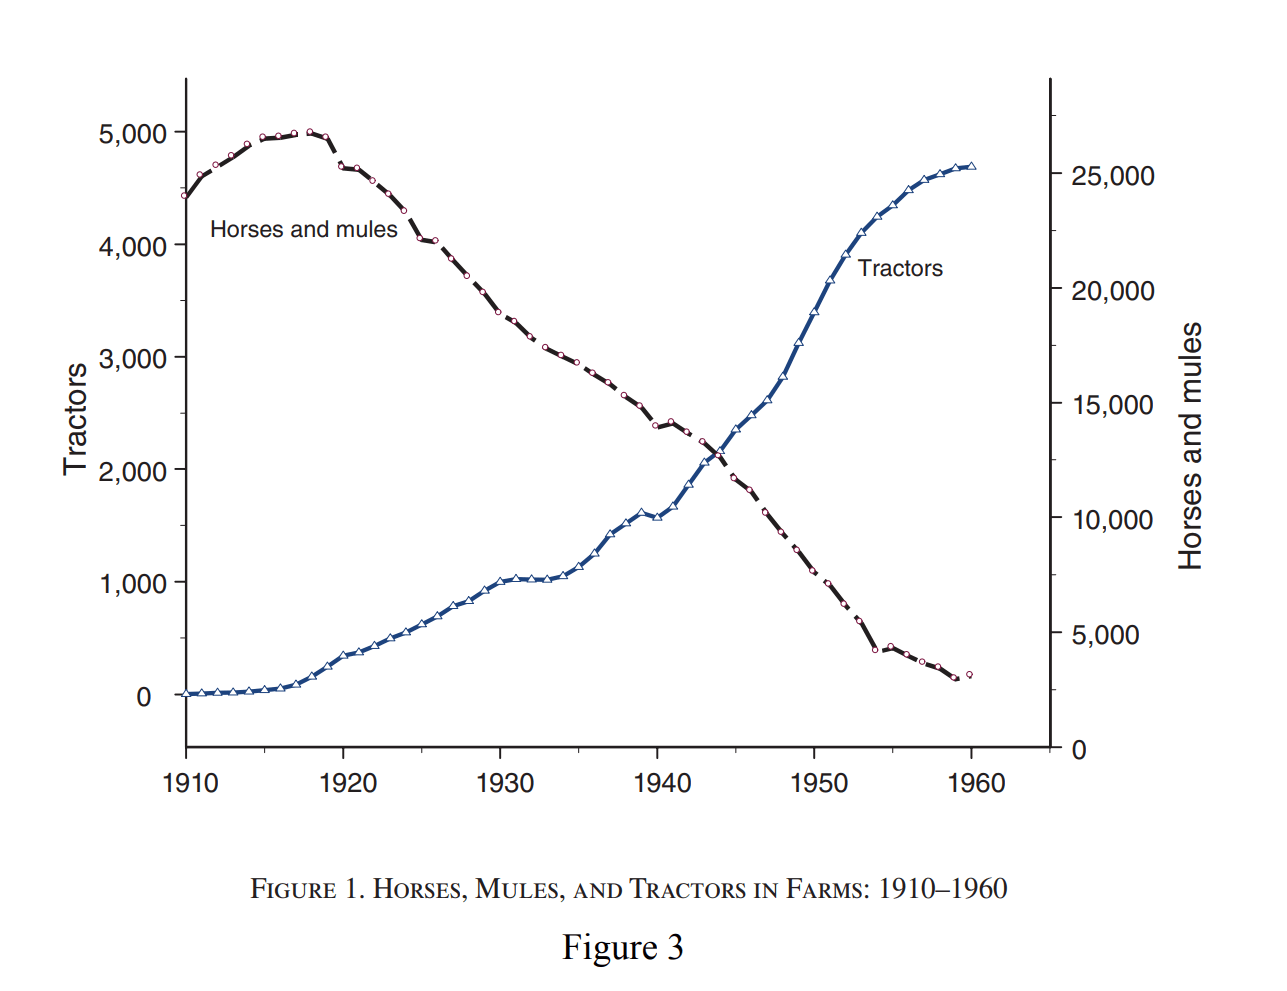 5,000
4,000
3,000
2,000
1,000
0
Tractors
Horses and mules
Tractors
25,000
20,000
15,000
10,000
5,000
0
Horses and mules
1910 1920 1930 1940 1950 1960
FIGURE 1. HORSES, MULES, AND TRACTORS IN FARMS: 1910–1960
Figure 3